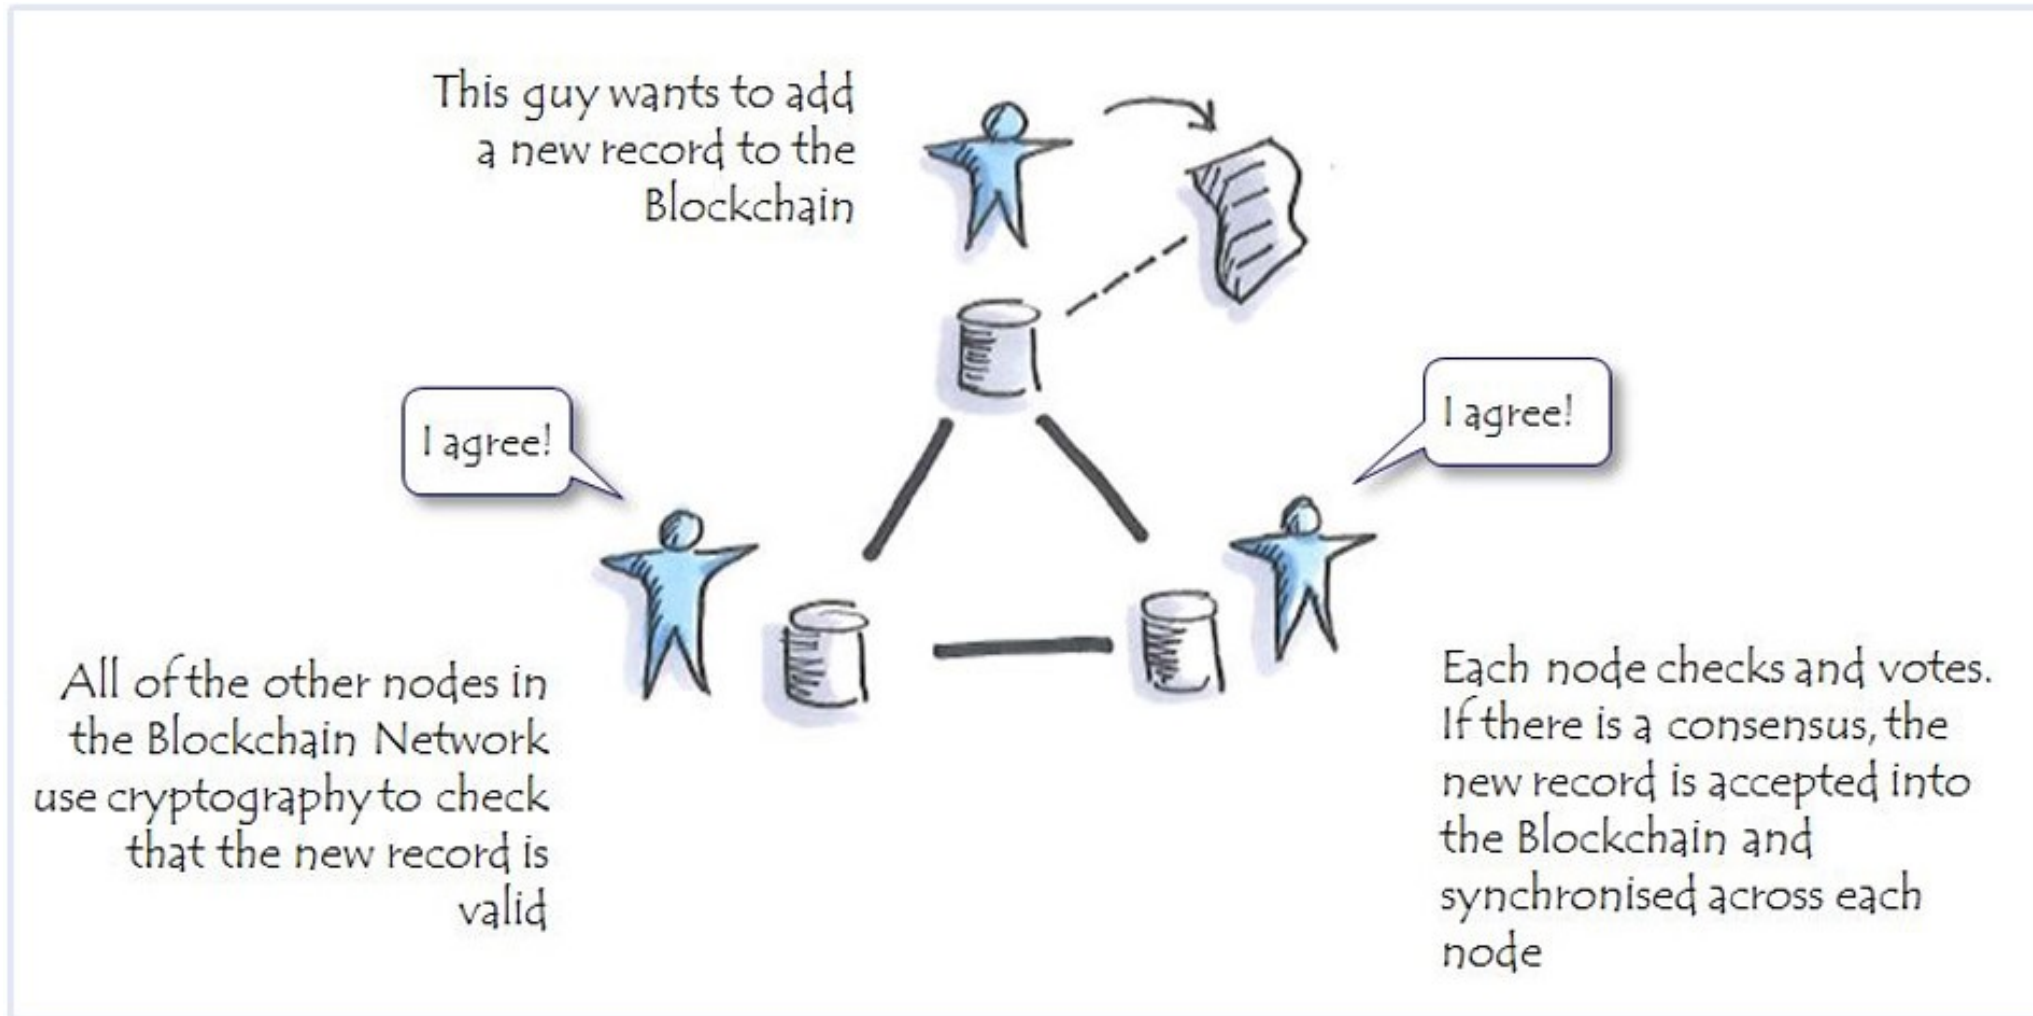 This guy wants to add
a new record to the
Blockchain
I agree!
I agree!
All of the other nodes in
the Blockchain Network
use cryptography to check
that the new record is
valid
Each node checks and votes.
If there is a consensus, the
new record is accepted into
the Blockchain and
synchronised across each
node